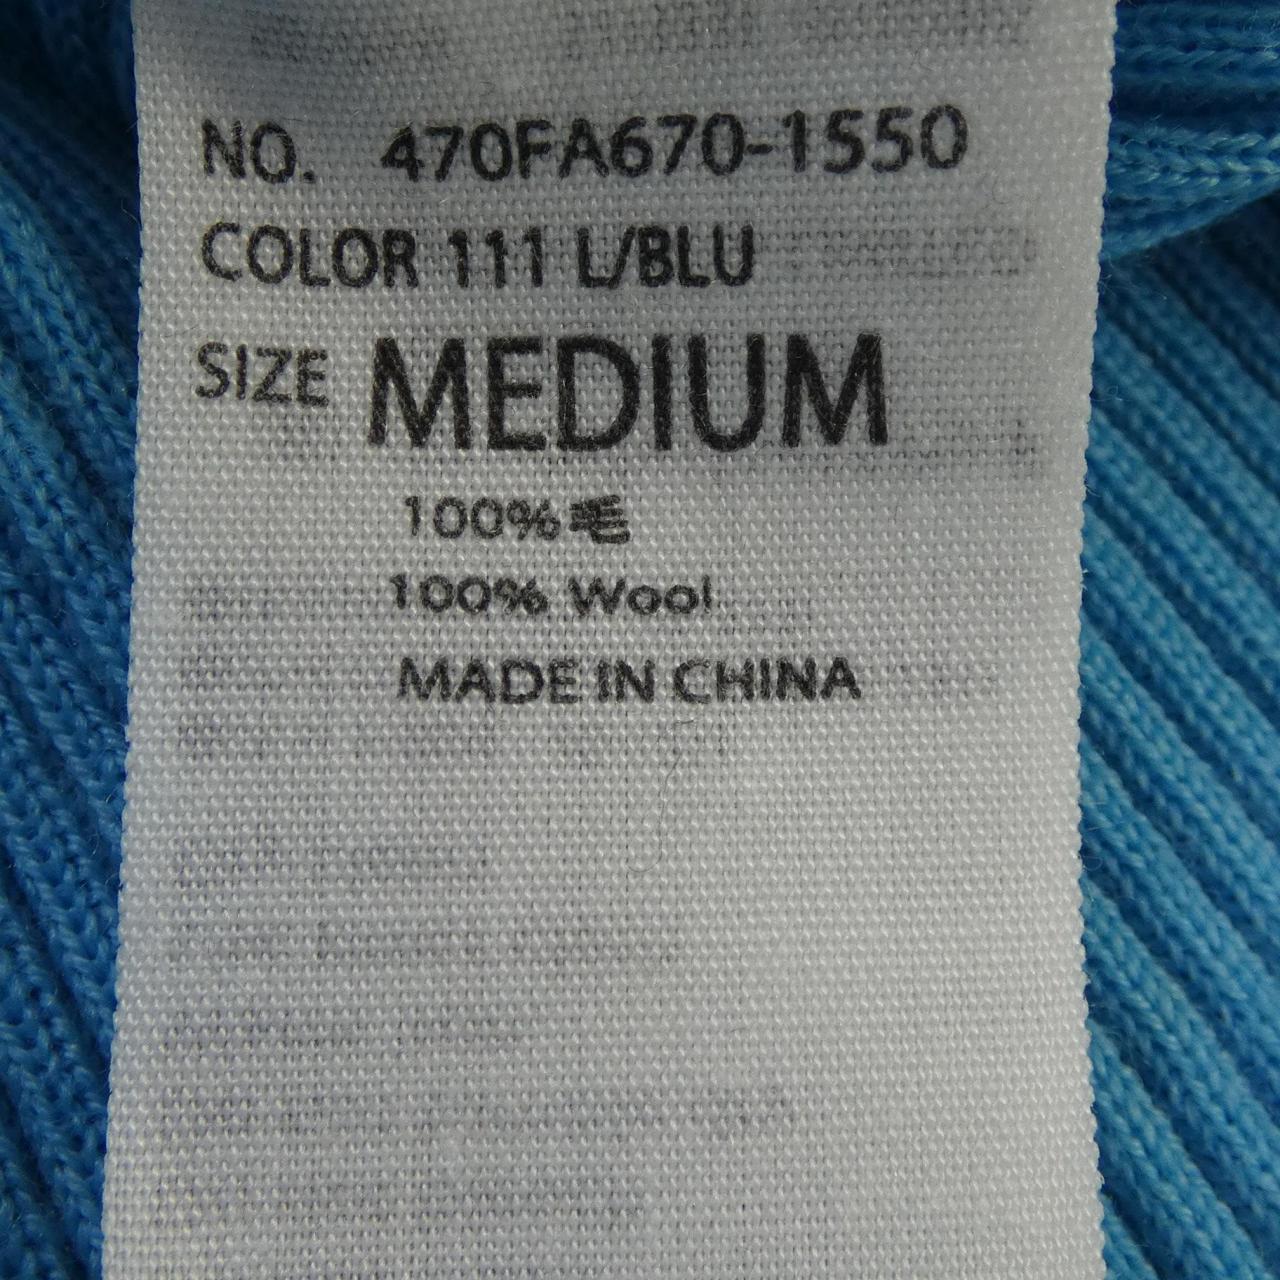 NO. 470FA670-1550
COLOR 111 L/BLU
SIZE MEDIUM
100%毛
100% Wool
MADE IN CHINA